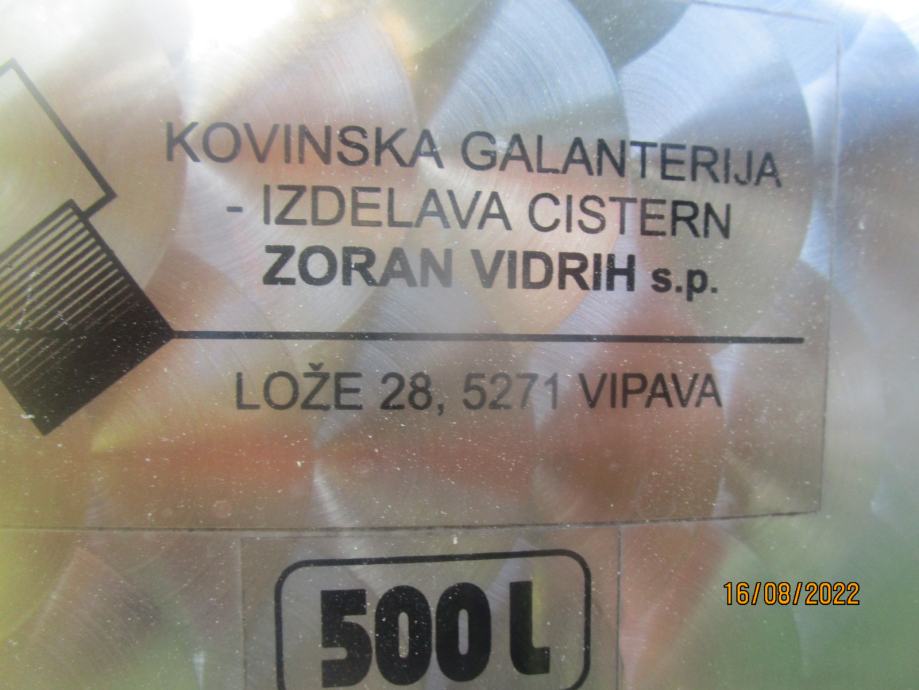 KOVINSKA GALANTERIJA
- IZDELAVA CISTERN
ZORAN VIDRIH s.p.
LOŽE 28, 5271 VIPAVA
500 L
16/08/2022